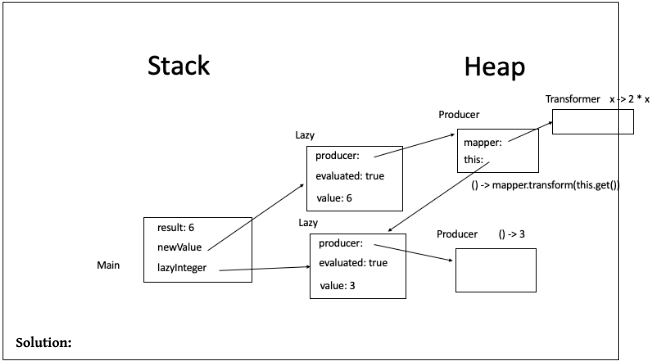 Stack
Heap
Transformer x -> 2 * x
Producer
mapper:
this:
() -> mapper.transform(this.get())
Lazy
producer:
evaluated: true
value: 6
Lazy
producer:
evaluated: true
value: 3
Producer () -> 3
Main
result: 6
newValue
lazyInteger
Solution: